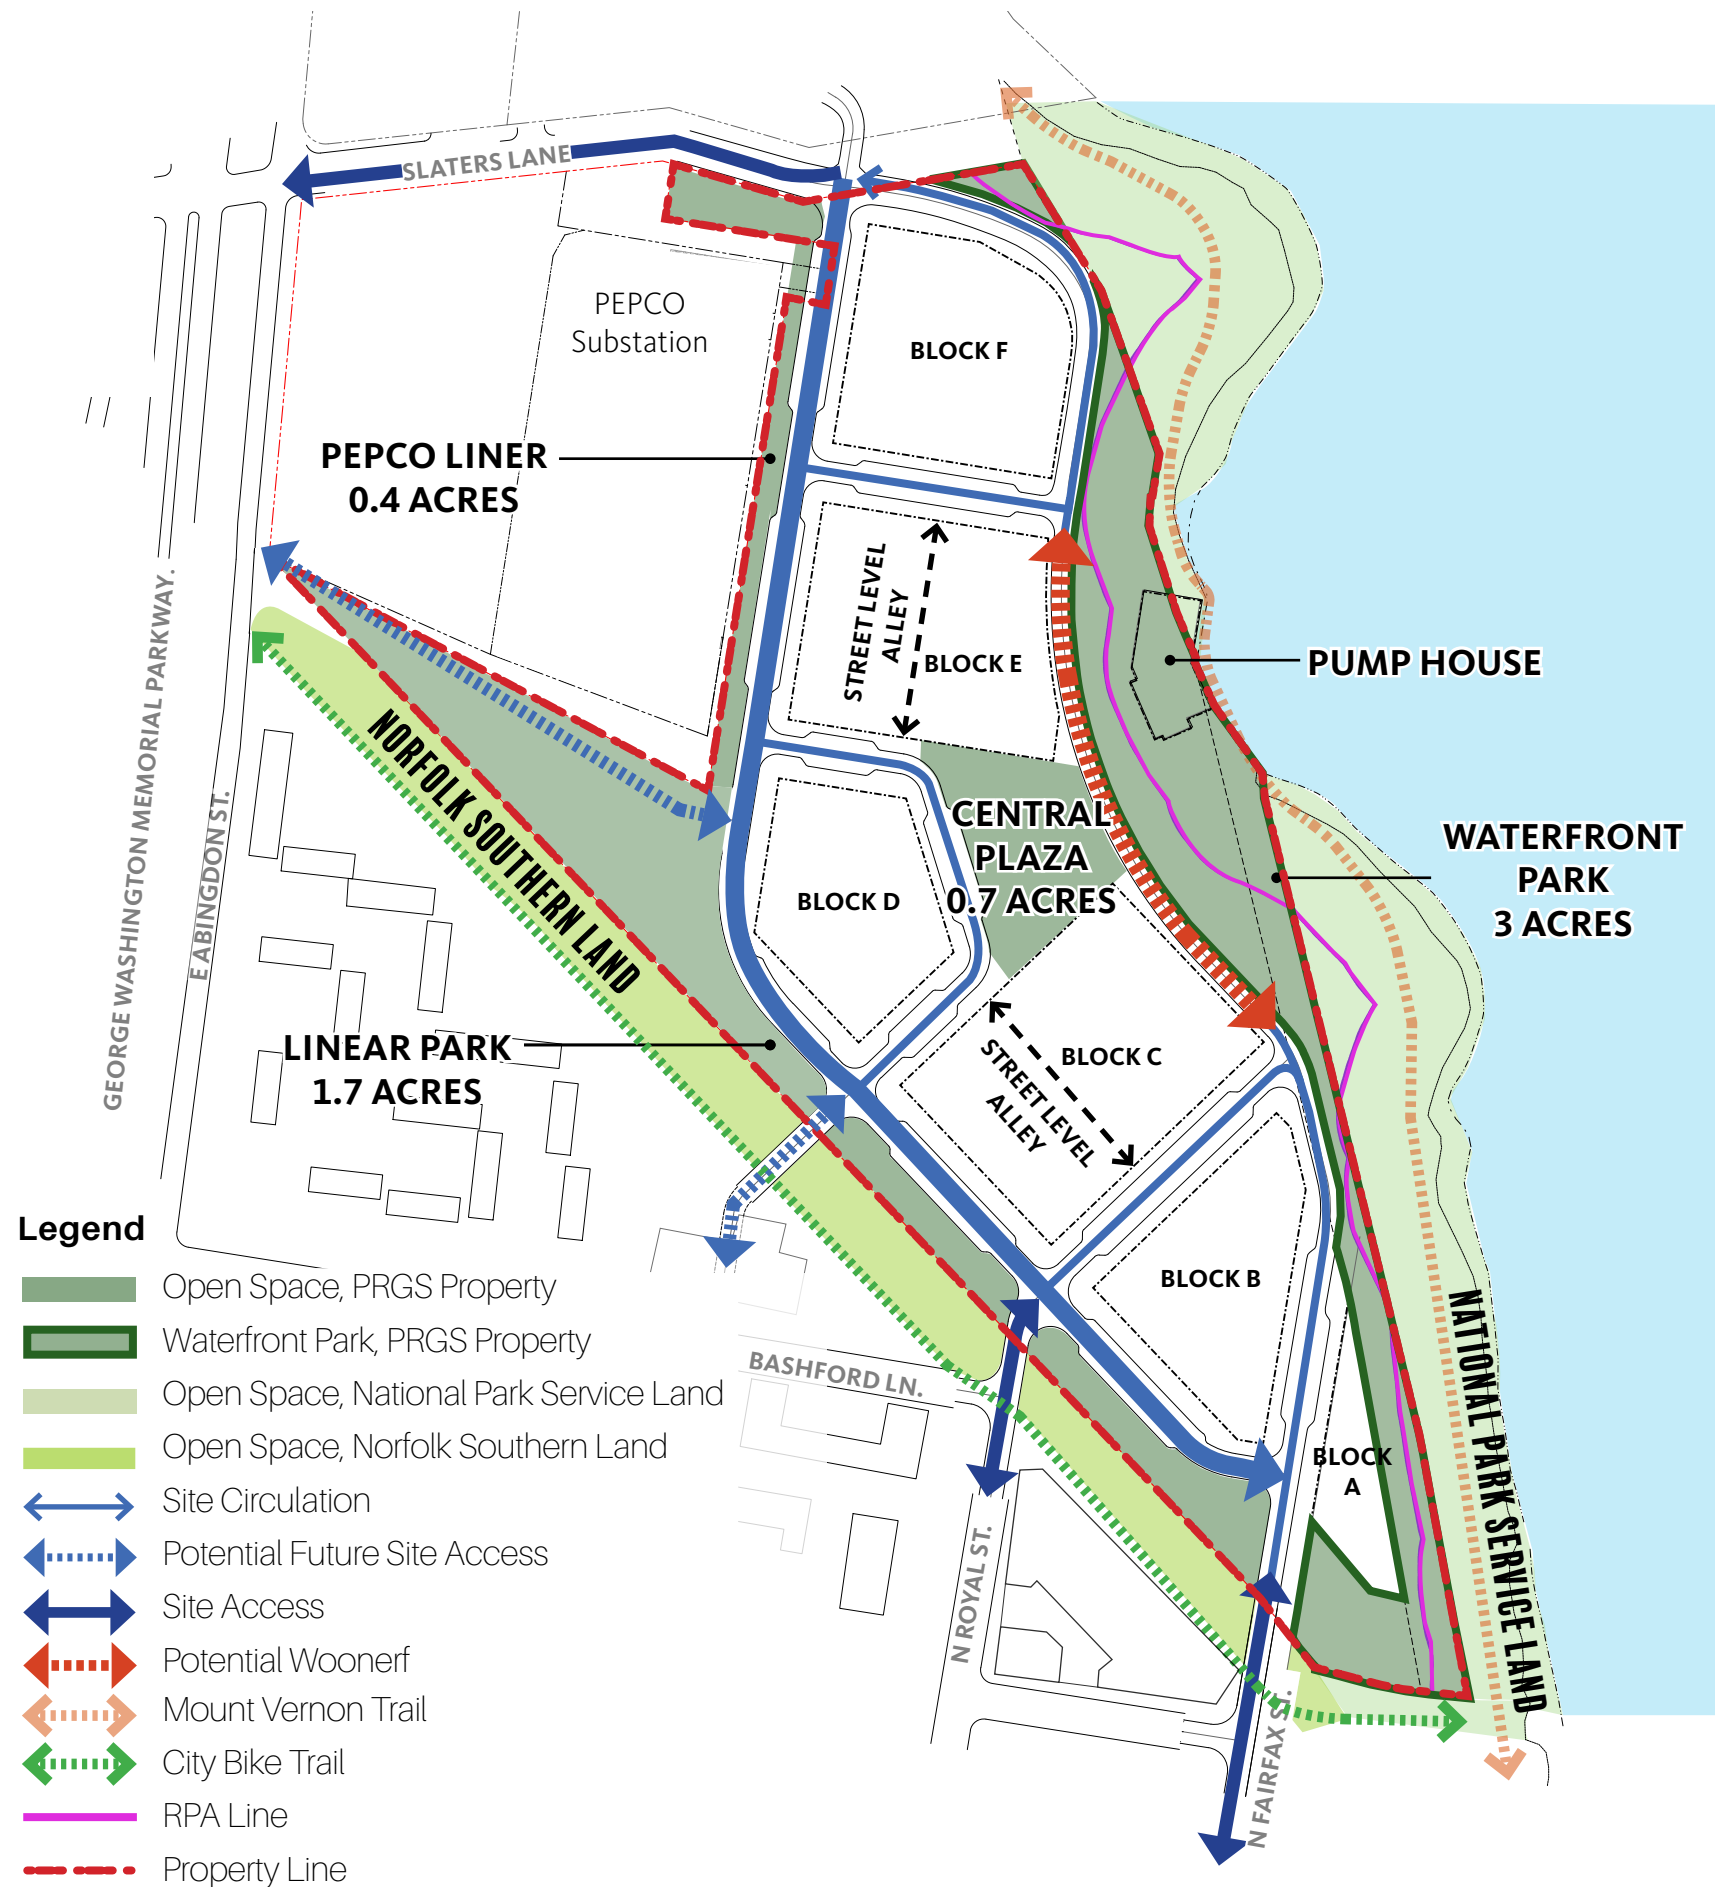 SLATERS LANE
PEPCO
Substation
BLOCK F
PEPCO LINER
0.4 ACRES
STREET LEVEL
ALLEY
BLOCK E
PUMP HOUSE
GEORGE WASHINGTON MEMORIAL PARKWAY.
E ABINGDON ST.
NORFOLK SOUTHERN LAND
CENTRAL
PLAZA
0.7 ACRES
WATERFRONT
PARK
3 ACRES
BLOCK D
LINEAR PARK
1.7 ACRES
BLOCK C
STREET LEVEL
ALLEY
BLOCK B
BASHFORD LN.
BLOCK
A
NATIONAL PARK SERVICE LAND
N ROYAL ST.
N FAIRFAX ST.
Legend
Open Space, PRGS Property
Waterfront Park, PRGS Property
Open Space, National Park Service Land
Open Space, Norfolk Southern Land
Site Circulation
Potential Future Site Access
Site Access
Potential Woonerf
Mount Vernon Trail
City Bike Trail
RPA Line
Property Line